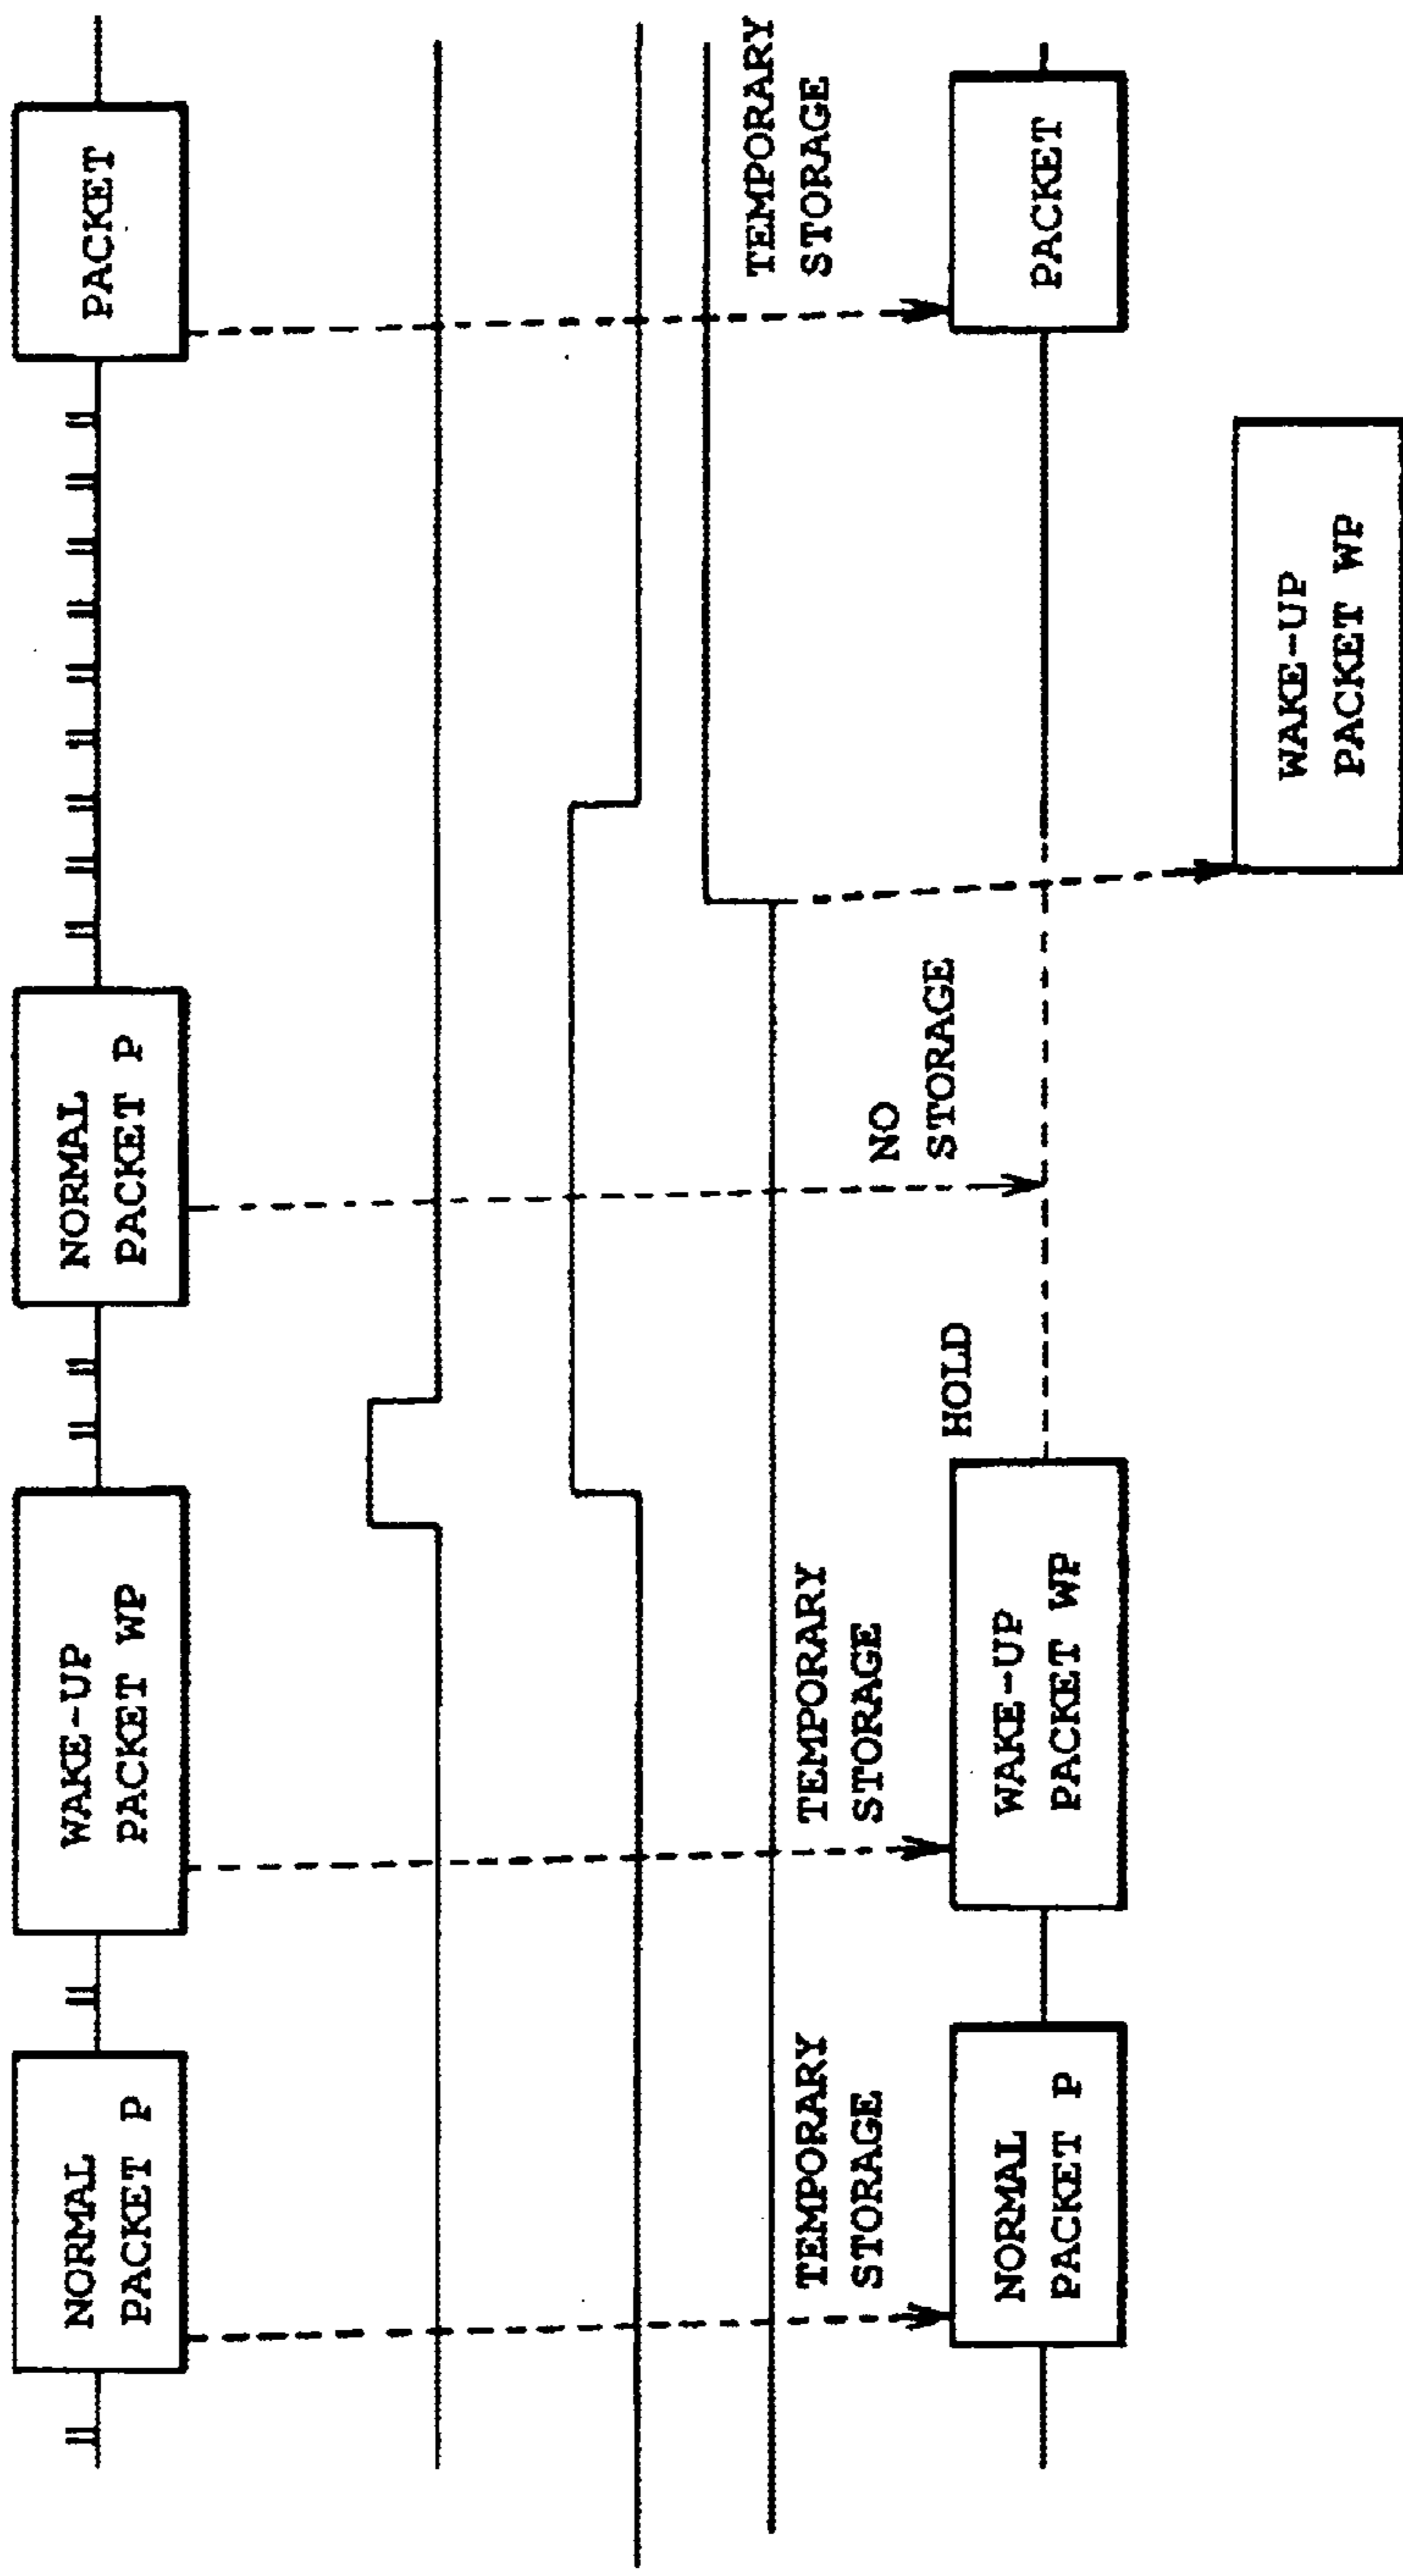 NORMAL
PACKET P
WAKE-UP
PACKET WP
NORMAL
PACKET P
PACKET
TEMPORARY
STORAGE
TEMPORARY
STORAGE
HOLD
NO
STORAGE
TEMPORARY
STORAGE
NORMAL
PACKET P
WAKE-UP
PACKET WP
PACKET
WAKE-UP
PACKET WP